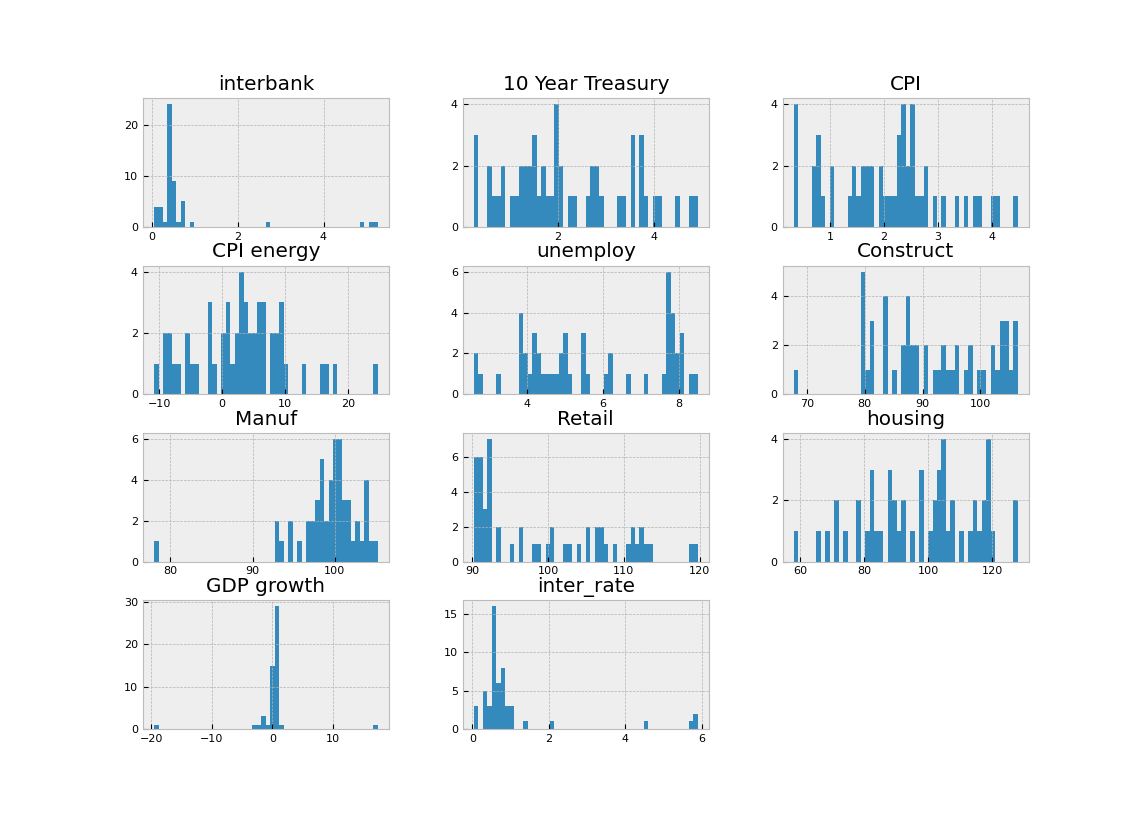 interbank
10 Year Treasury
CPI
20
10
0
0 2 4
4
2
0
2 4
4
2
0
1 2 3 4
CPI energy
unemploy
Construct
4
2
0
−10 0 10 20
6
4
2
0
4 6 8
4
2
0
70 80 90 100
Manuf
Retail
housing
6
4
2
0
80 90 100
6
4
2
0
90 100 110 120
4
2
0
60 80 100 120
GDP growth
inter_rate
30
20
10
0
−20 −10 0 10
15
10
5
0
0 2 4 6